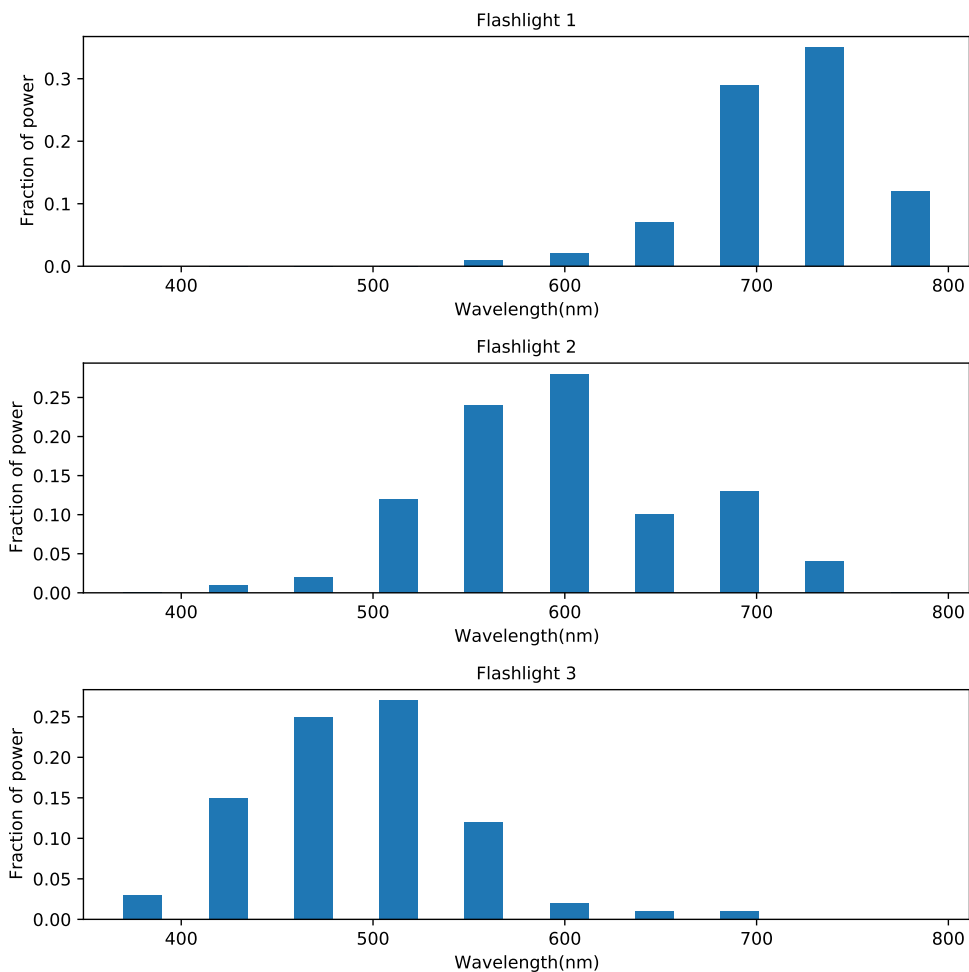 Flashlight 1
Fraction of power
0.3
0.2
0.1
0.0
400 500 600 700 800
Wavelength(nm)
Flashlight 2
Fraction of power
0.25
0.20
0.15
0.10
0.05
0.00
400 500 600 700 800
Wavelength(nm)
Flashlight 3
Fraction of power
0.25
0.20
0.15
0.10
0.05
0.00
400 500 600 700 800
Wavelength(nm)